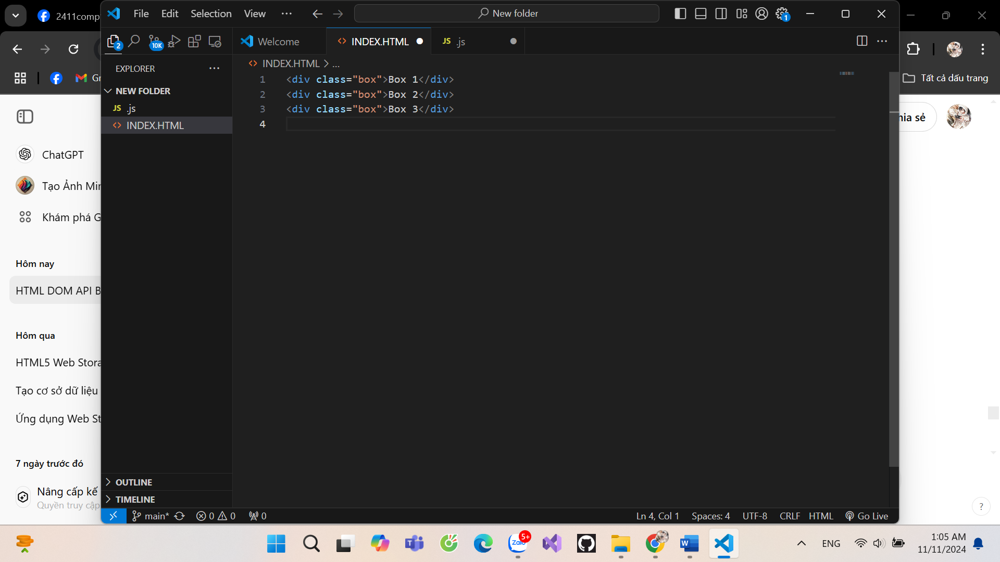 2411comp
File Edit Selection View ··· New folder 1
2 10K Welcome INDEX.HTML JS .js
EXPLORER
INDEX.HTML > ...
NEW FOLDER
JS .js
INDEX.HTML
1 <div class="box">Box 1</div>
2 <div class="box">Box 2</div>
3 <div class="box">Box 3</div>
4
OUTLINE
TIMELINE
main* 0 0 0 Ln 4, Col 1 Spaces: 4 UTF-8 CRLF HTML Go Live
Tất cả dấu trang
ChatGPT
Khám phá G
Hôm nay
HTML DOM API B
Hôm qua
HTML5 Web Stora
Tạo cơ sở dữ liệu
Ứng dụng Web St
7 ngày trước đó
Nâng cấp kế
Quyền truy cập
hia sẻ
Tạo Ảnh Min
?
T Zalo 5+ W
ENG 1:05 AM
11/11/2024